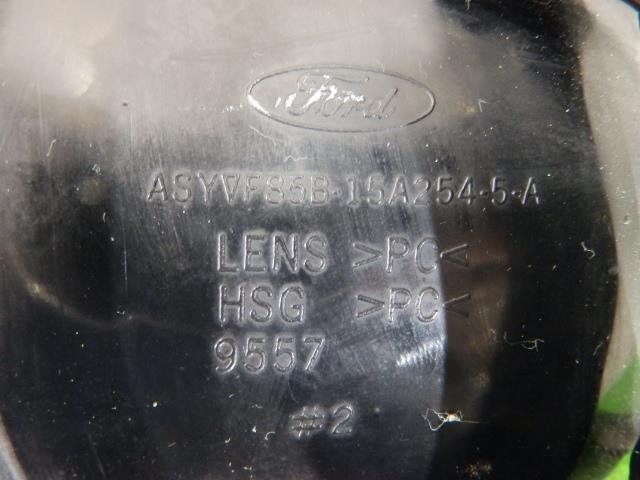 Ford
ASYVF85B-15A254-5-A
LENS >PC<
HSG >PC<
9557
#2